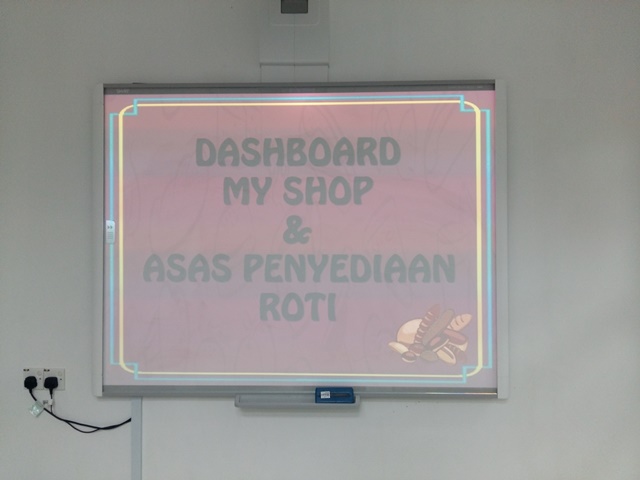 DASHBOARD
MY SHOP
&
ASAS PENYEDIAAN
ROTI